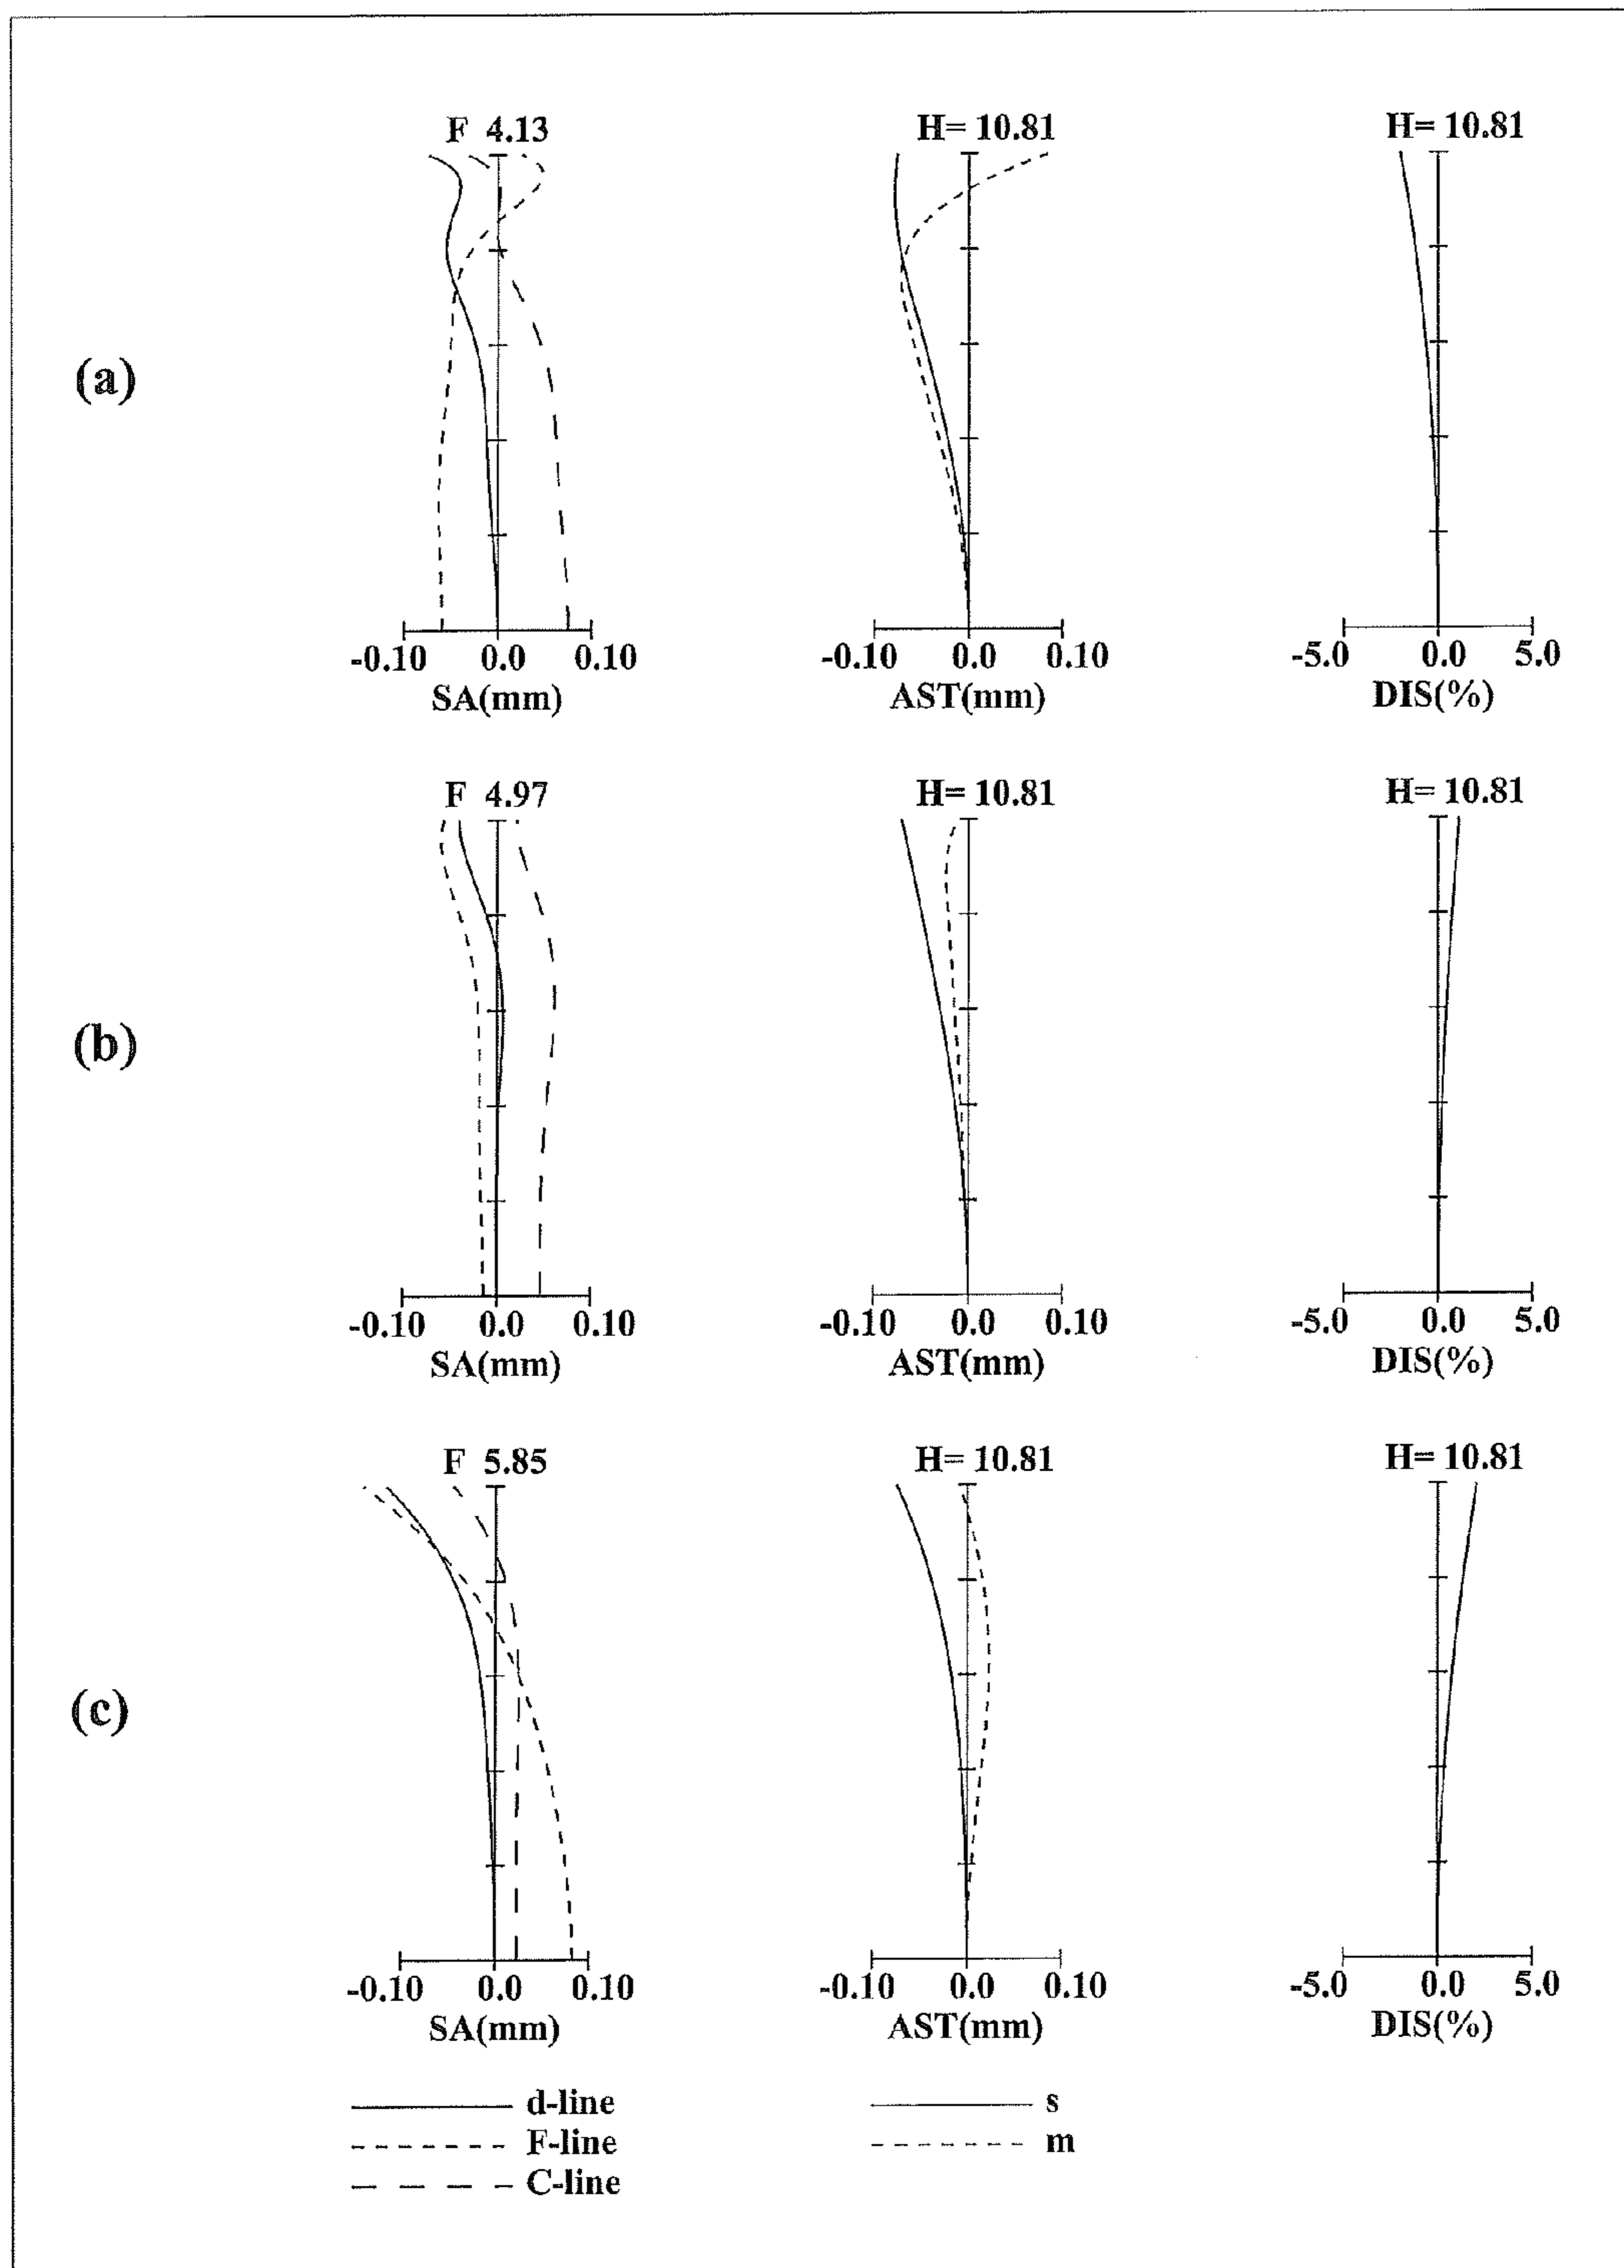 F 4.13 H= 10.81 H= 10.81
(a)
-0.10 0.0 0.10 -0.10 0.0 0.10 -5.0 0.0 5.0
SA(mm) AST(mm) DIS(%)
F 4.97 H= 10.81 H= 10.81
(b)
-0.10 0.0 0.10 -0.10 0.0 0.10 -5.0 0.0 5.0
SA(mm) AST(mm) DIS(%)
F 5.85 H= 10.81 H= 10.81
(c)
-0.10 0.0 0.10 -0.10 0.0 0.10 -5.0 0.0 5.0
SA(mm) AST(mm) DIS(%)
d-line s
F-line m
C-line